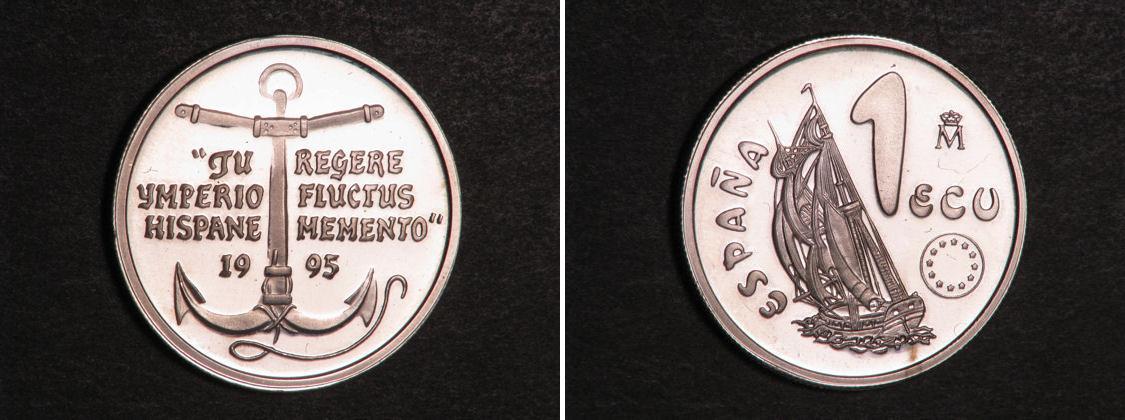 "TU REGERE
YMPERIO FLUCTUS
HISPANE MEMENTO"
19 95
1
M
ECU
ESPAÑA